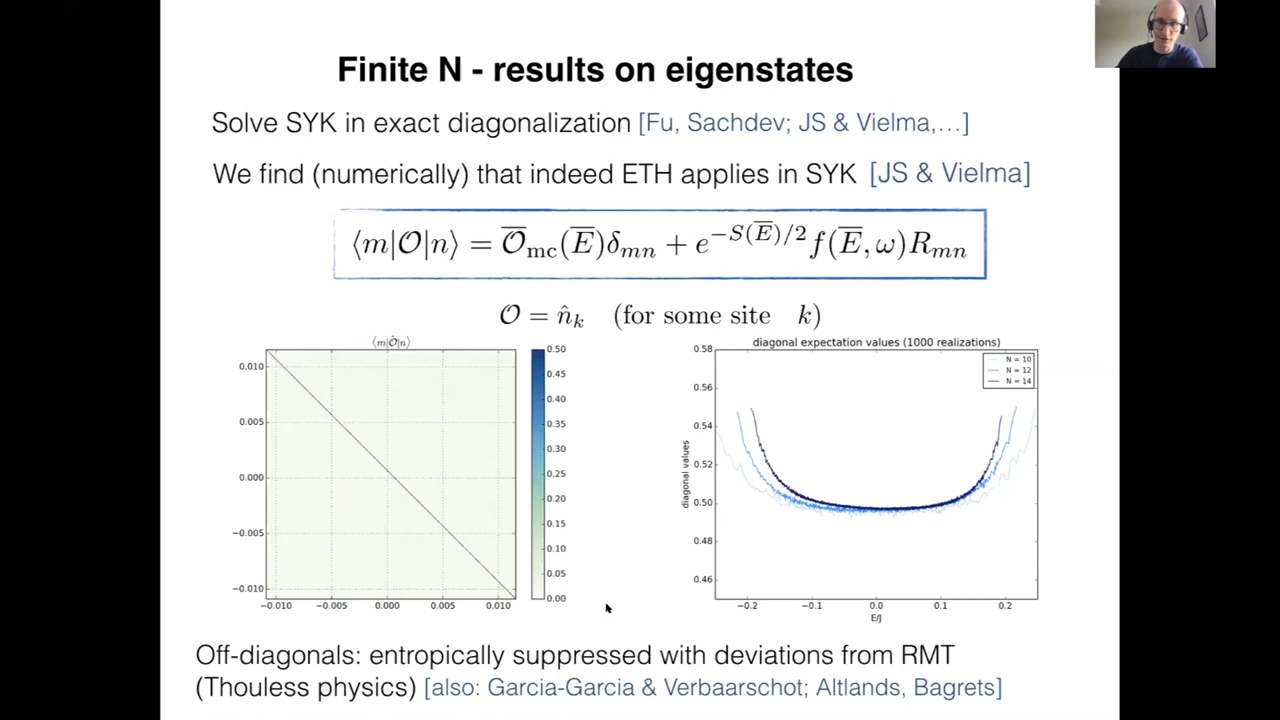 Finite N - results on eigenstates
Solve SYK in exact diagonalization [Fu, Sachdev; JS & Vielma,…]
We find (numerically) that indeed ETH applies in SYK [JS & Vielma]
⟨m|𝒪|n⟩ = 𝒪̅_mc(E̅)δ_mn + e^{−S(E̅)/2} f(E̅, ω)R_mn
𝒪 = n̂_k (for some site k)
⟨m|𝒪̂|n⟩
0.010
0.005
0.000
−0.005
−0.010
−0.010 −0.005 0.000 0.005 0.010
0.50
0.45
0.40
0.35
0.30
0.25
0.20
0.15
0.10
0.05
0.00
diagonal expectation values (1000 realizations)
N = 10
N = 12
N = 14
diagonal values
0.58
0.56
0.54
0.52
0.50
0.48
0.46
−0.2 −0.1 0.0 0.1 0.2
E/J
Off-diagonals: entropically suppressed with deviations from RMT
(Thouless physics) [also: Garcia-Garcia & Verbaarschot; Altlands, Bagrets]